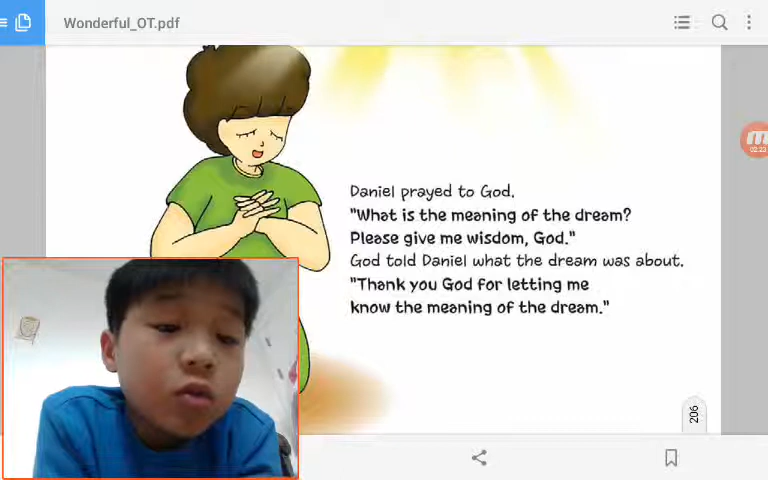 Wonderful_OT.pdf
02:23
Daniel prayed to God.
"What is the meaning of the dream?
Please give me wisdom, God."
God told Daniel what the dream was about.
"Thank you God for letting me
know the meaning of the dream."
206